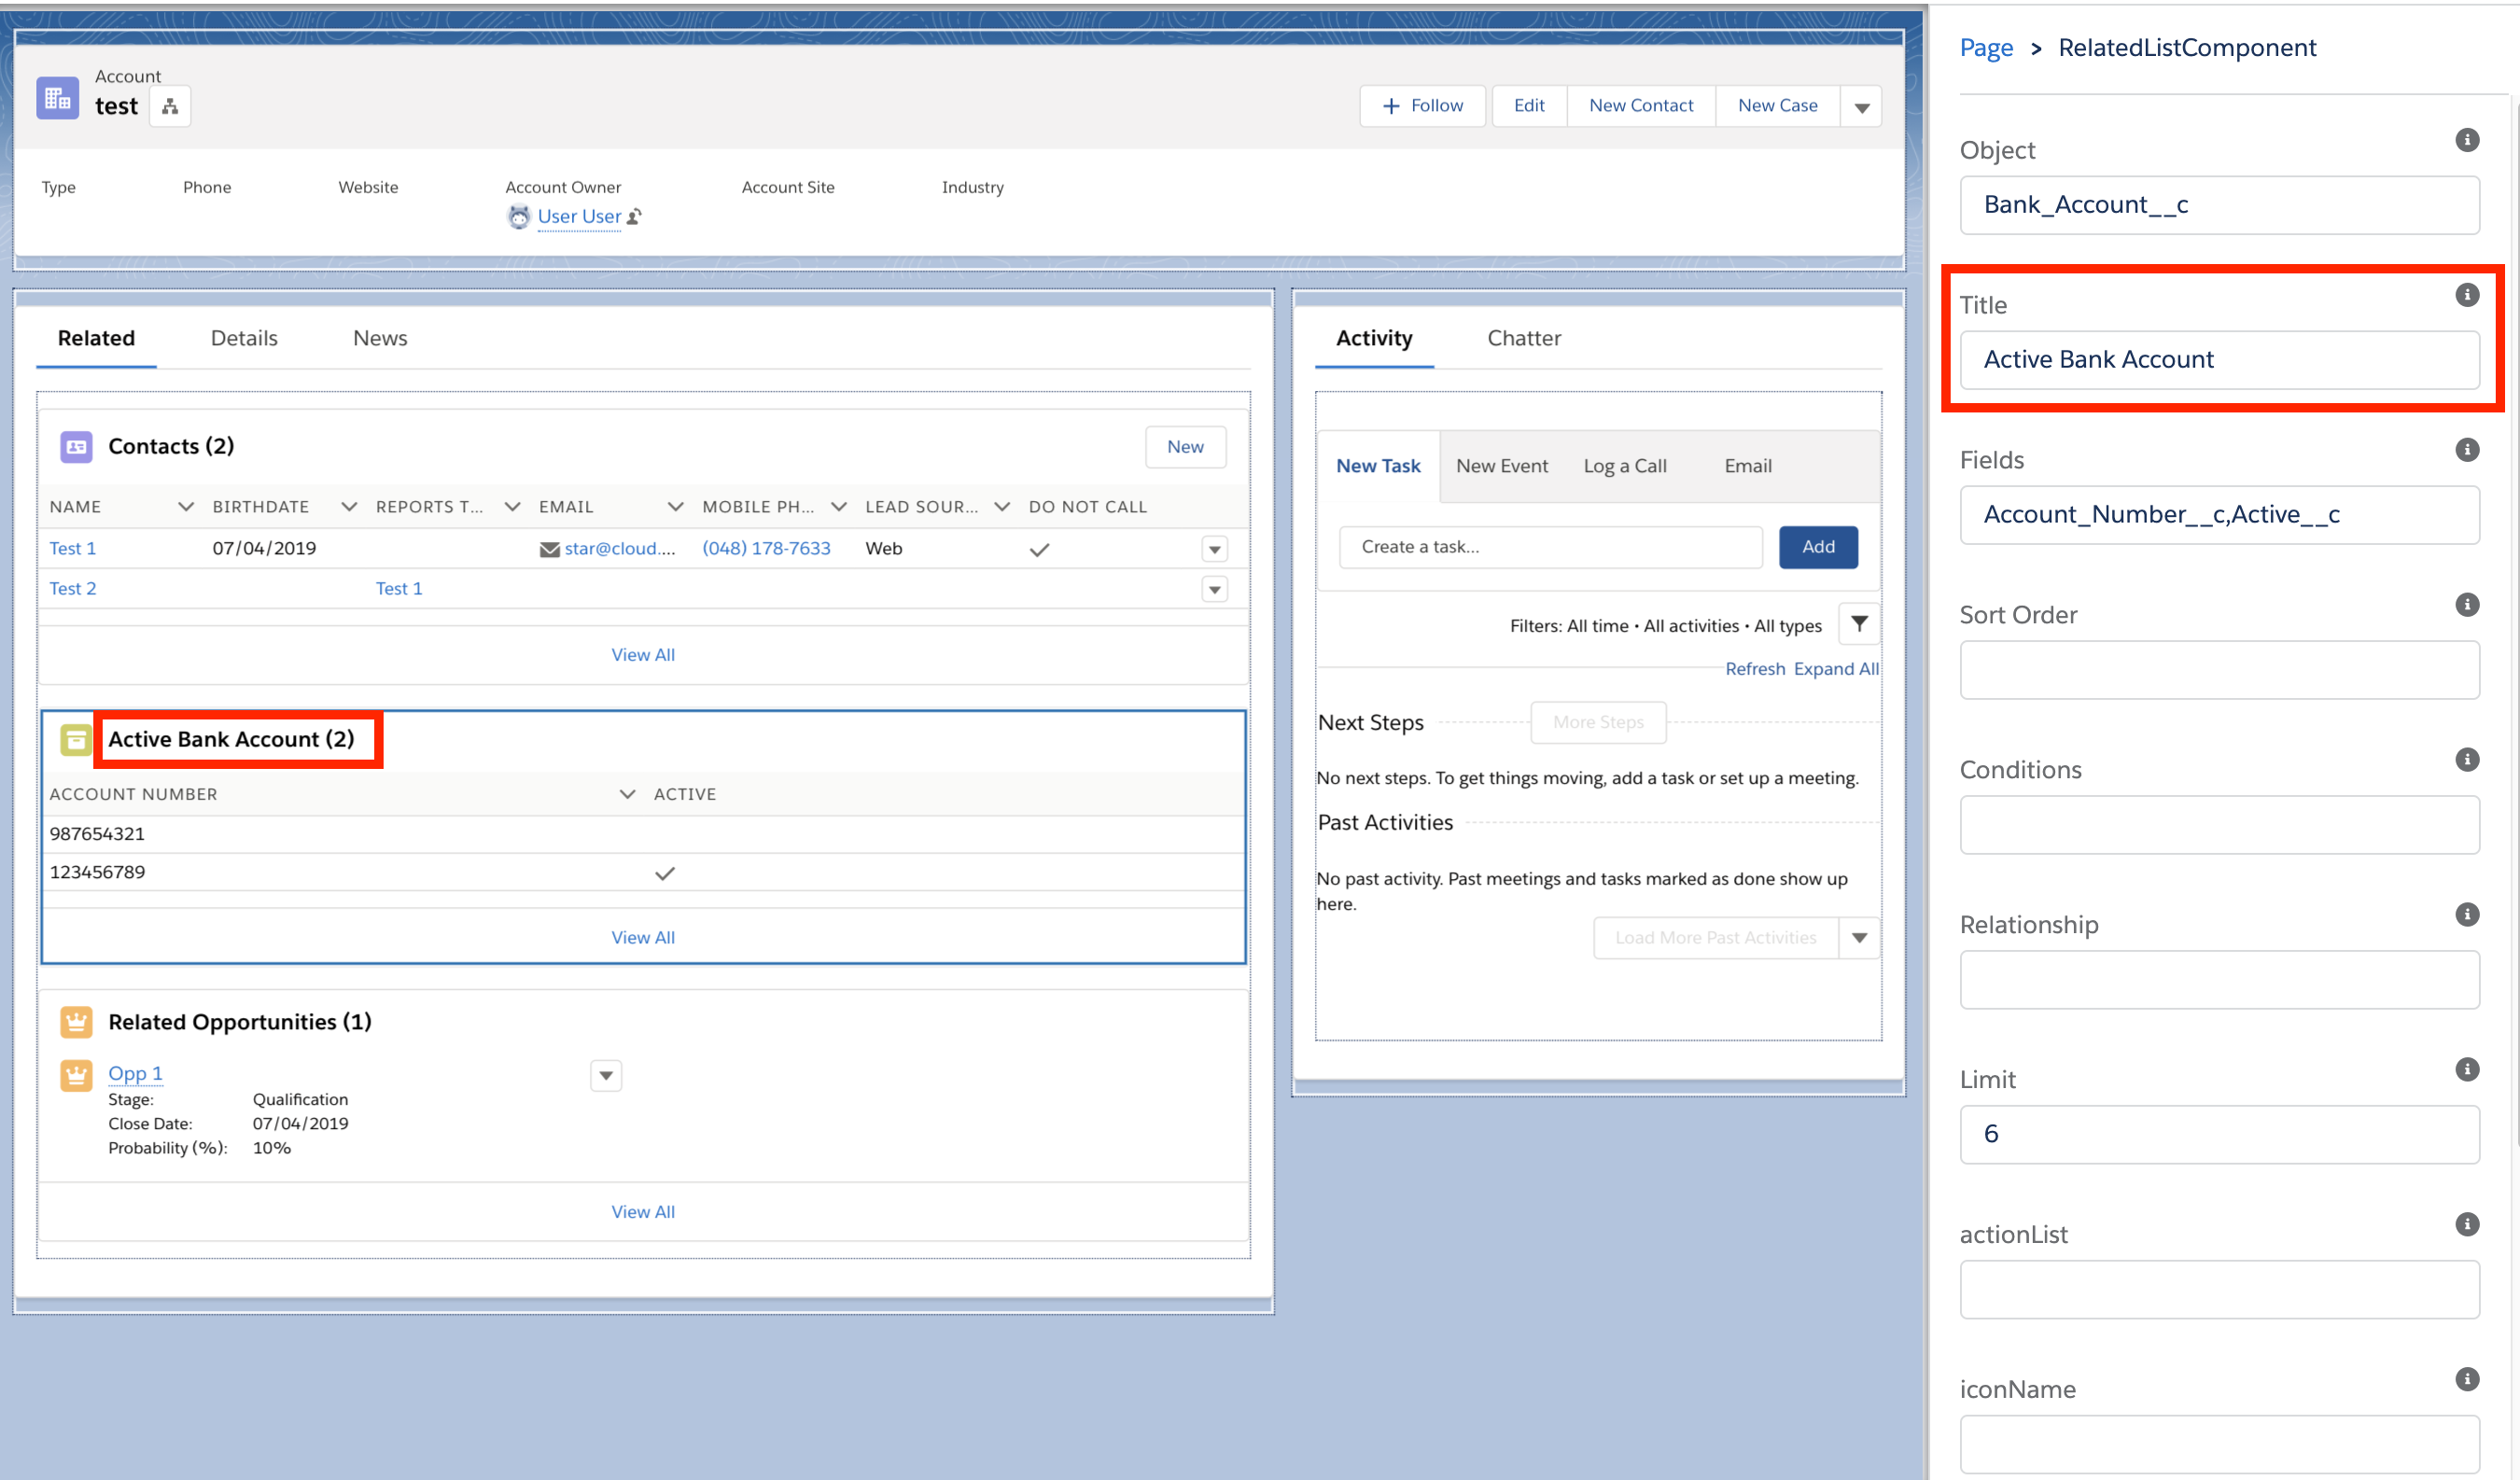 Account
test
Follow
Edit
New Contact
New Case
Type
Phone
Website
Account Owner
Account Site
Industry
User User
Related
Details
News
Contacts (2)
New
NAME
BIRTHDATE
REPORTS T...
EMAIL
MOBILE PH...
LEAD SOUR...
DO NOT CALL
Test 1
07/04/2019
star@cloud....
(048) 178-7633
Web
Test 2
Test 1
View All
Active Bank Account (2)
ACCOUNT NUMBER
ACTIVE
987654321
123456789
View All
Related Opportunities (1)
Opp 1
Stage:
Qualification
Close Date:
07/04/2019
Probability (%):
10%
View All
Activity
Chatter
New Task
New Event
Log a Call
Email
Create a task...
Add
Filters: All time • All activities • All types
Refresh
Expand All
Next Steps
More Steps
No next steps. To get things moving, add a task or set up a meeting.
Past Activities
No past activity. Past meetings and tasks marked as done show up
here.
Load More Past Activities
Page > RelatedListComponent
Object
Bank_Account__c
Title
Active Bank Account
Fields
Account_Number__c,Active__c
Sort Order
Conditions
Relationship
Limit
6
actionList
iconName